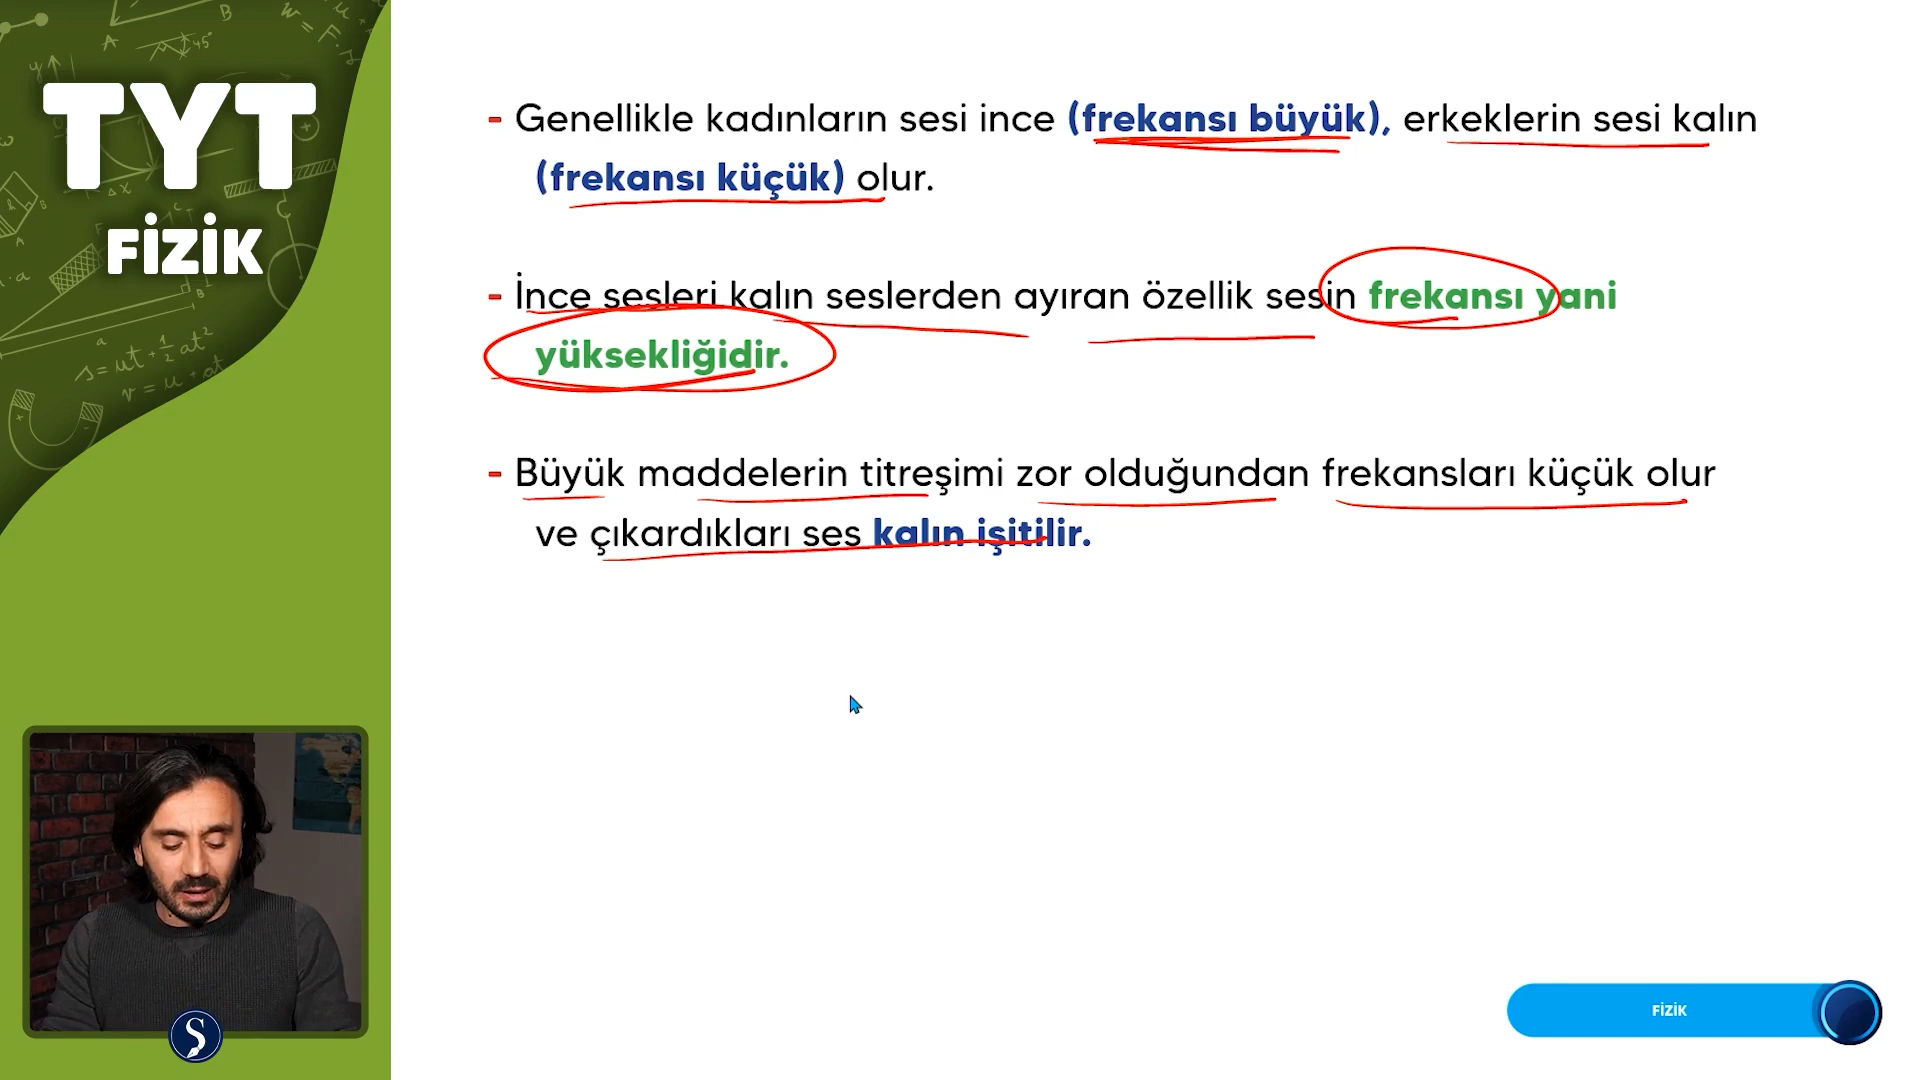 TYT
FİZİK
- Genellikle kadınların sesi ince (frekansı büyük), erkeklerin sesi kalın
(frekansı küçük) olur.
- İnce sesleri kalın seslerden ayıran özellik sesin frekansı yani
yüksekliğidir.
- Büyük maddelerin titreşimi zor olduğundan frekansları küçük olur
ve çıkardıkları ses kalın işitilir.
S
FİZİK